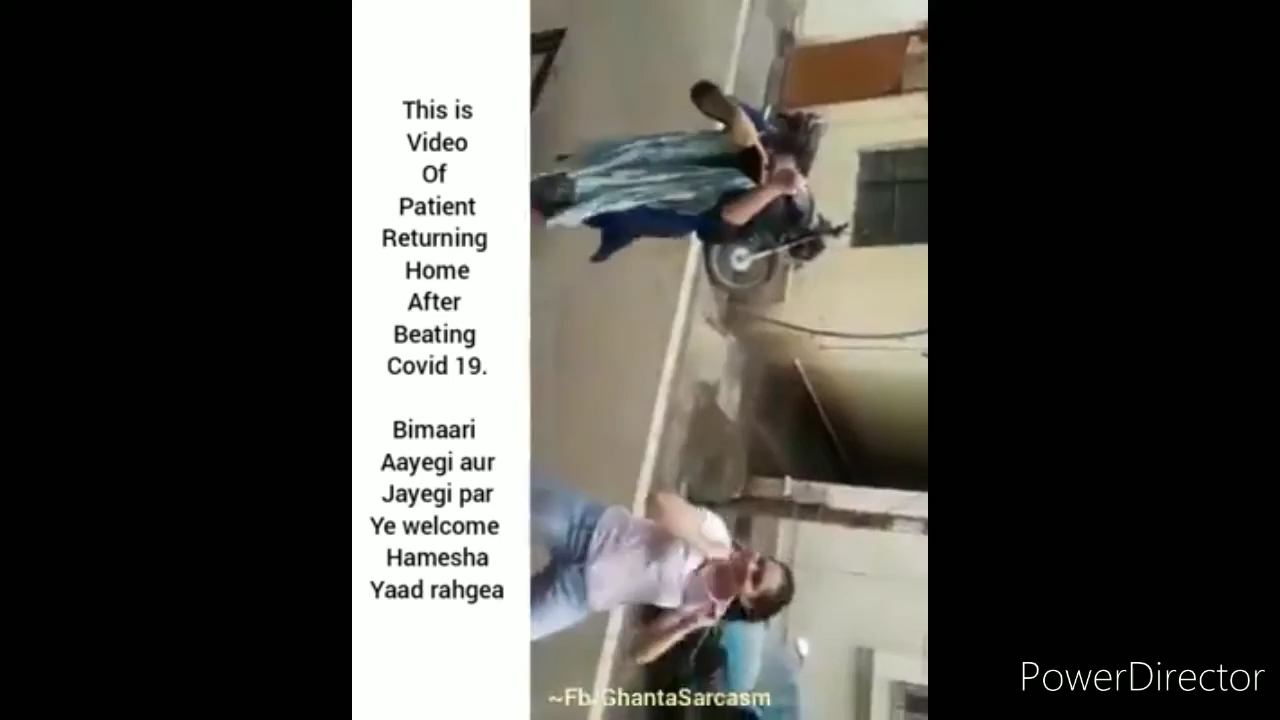 This is
Video
Of
Patient
Returning
Home
After
Beating
Covid 19.
Bimaari
Aayegi aur
Jayegi par
Ye welcome
Hamesha
Yaad rahgea
~Fb/GhantaSarcasm
PowerDirector